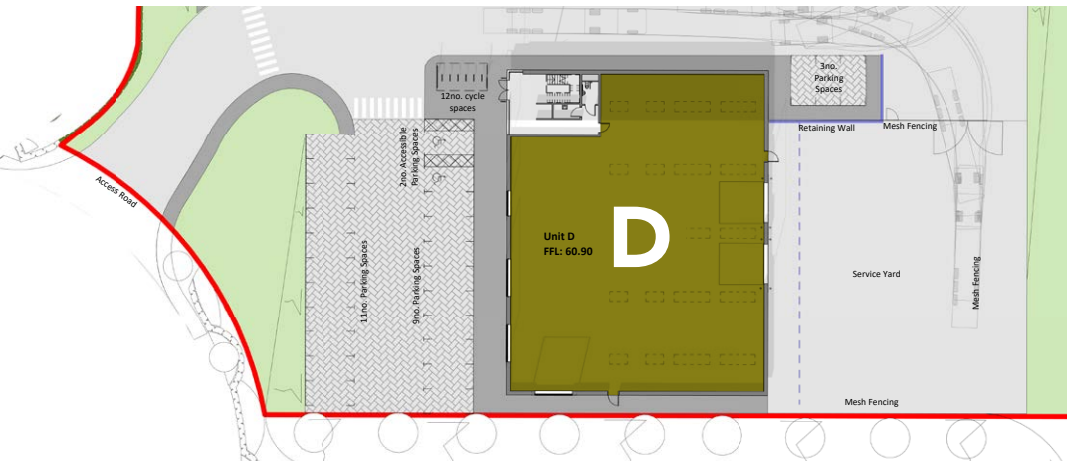 3no.
Parking
Spaces
12no. cycle
spaces
Retaining Wall
Mesh Fencing
2no. Accessible
Parking Spaces
Access Road
D
Unit D
FFL: 60.90
11no. Parking Spaces
9no. Parking Spaces
Service Yard
Mesh Fencing
Mesh Fencing